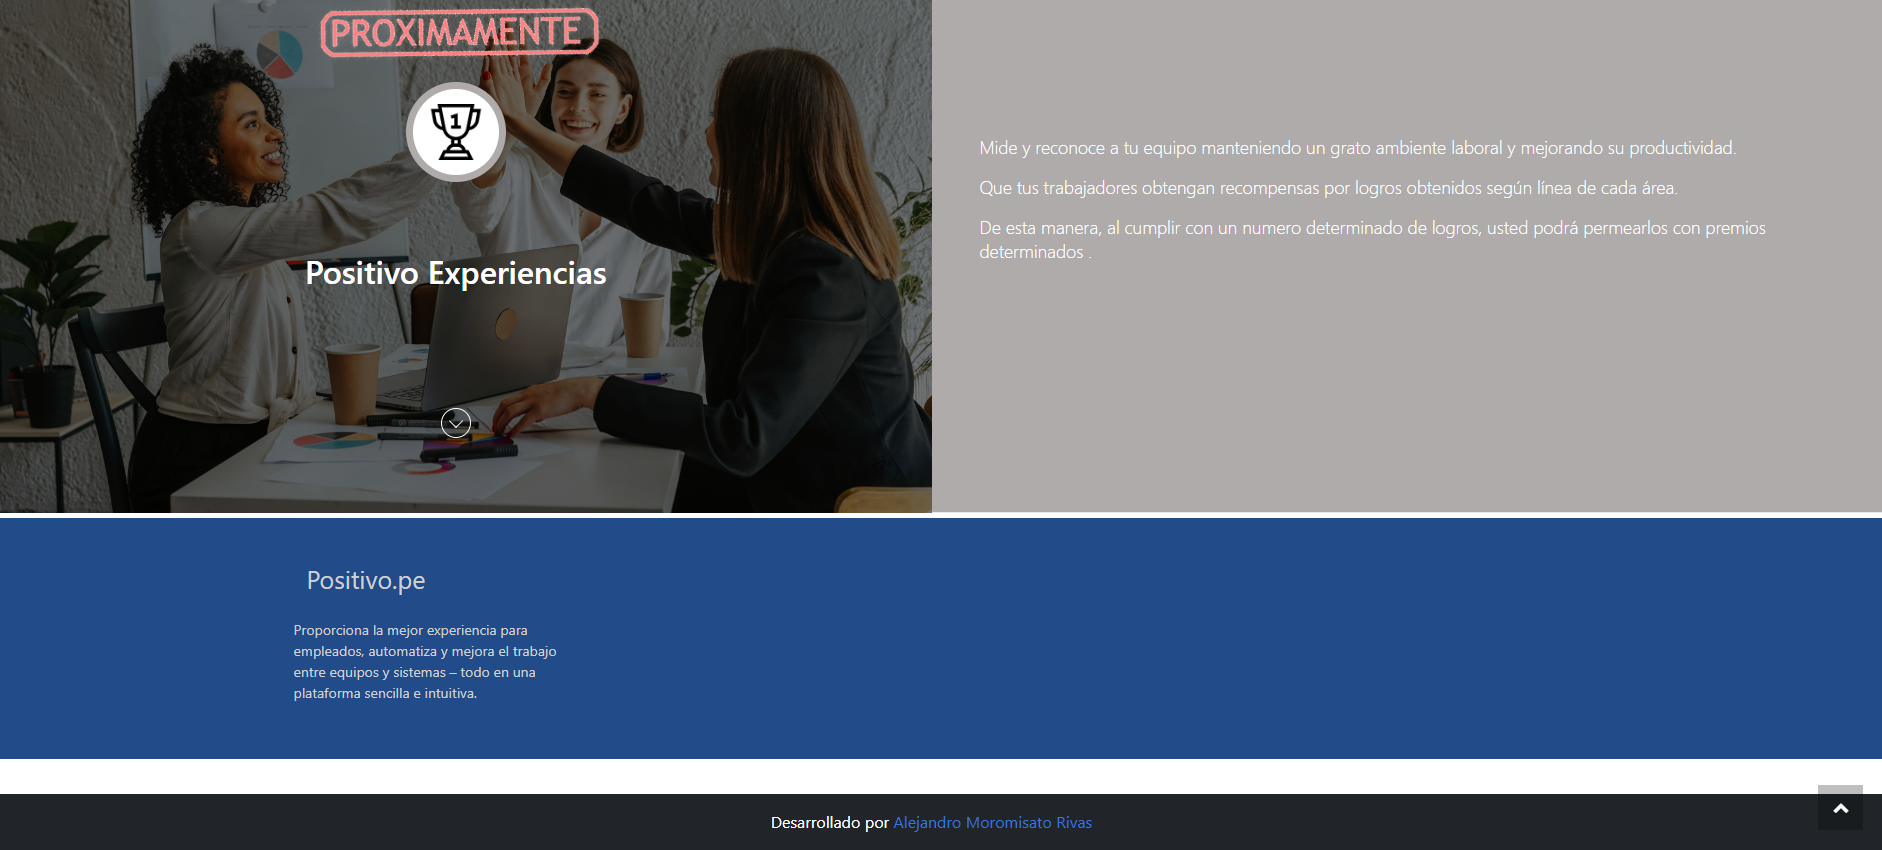 PROXIMAMENTE
1
Positivo Experiencias
Mide y reconoce a tu equipo manteniendo un grato ambiente laboral y mejorando su productividad.
Que tus trabajadores obtengan recompensas por logros obtenidos según línea de cada área.
De esta manera, al cumplir con un numero determinado de logros, usted podrá permearlos con premios
determinados .
Positivo.pe
Proporciona la mejor experiencia para
empleados, automatiza y mejora el trabajo
entre equipos y sistemas – todo en una
plataforma sencilla e intuitiva.
Desarrollado por Alejandro Moromisato Rivas